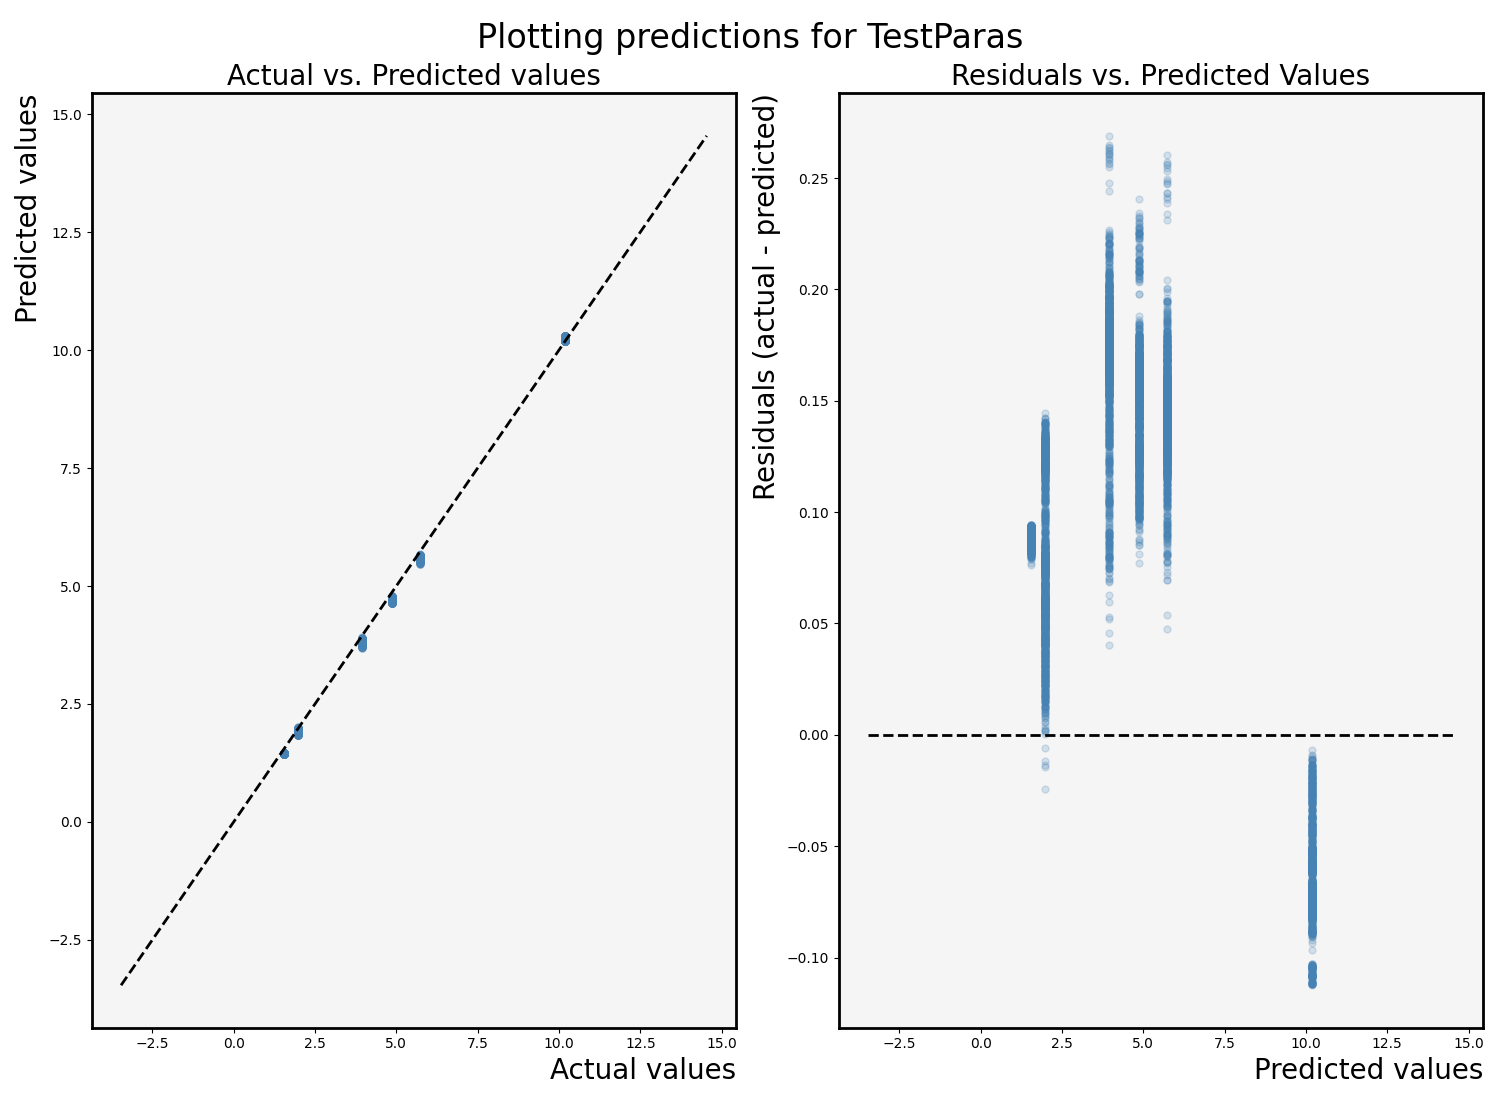 Plotting predictions for TestParas
Actual vs. Predicted values
Predicted values
15.0
12.5
10.0
7.5
5.0
2.5
0.0
−2.5
−2.5 0.0 2.5 5.0 7.5 10.0 12.5 15.0
Actual values
Residuals vs. Predicted Values
Residuals (actual - predicted)
0.25
0.20
0.15
0.10
0.05
0.00
−0.05
−0.10
−2.5 0.0 2.5 5.0 7.5 10.0 12.5 15.0
Predicted values